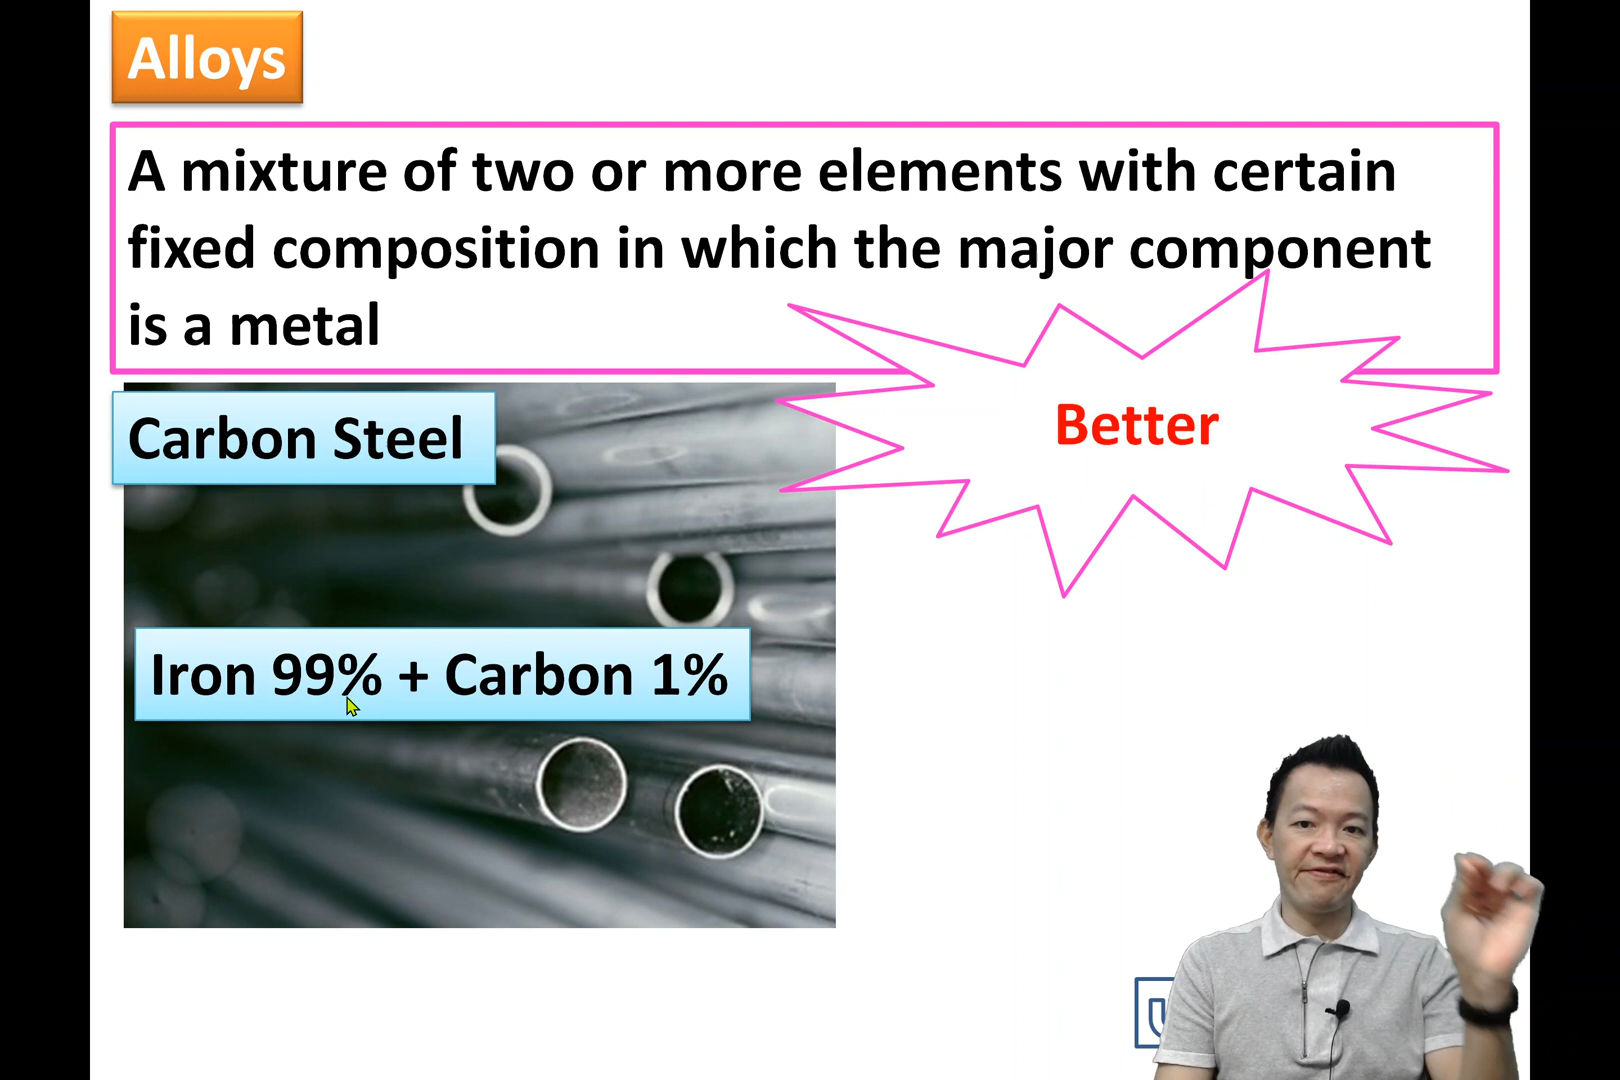 Alloys
A mixture of two or more elements with certain
fixed composition in which the major component
is a metal
Carbon Steel
Better
Iron 99% + Carbon 1%